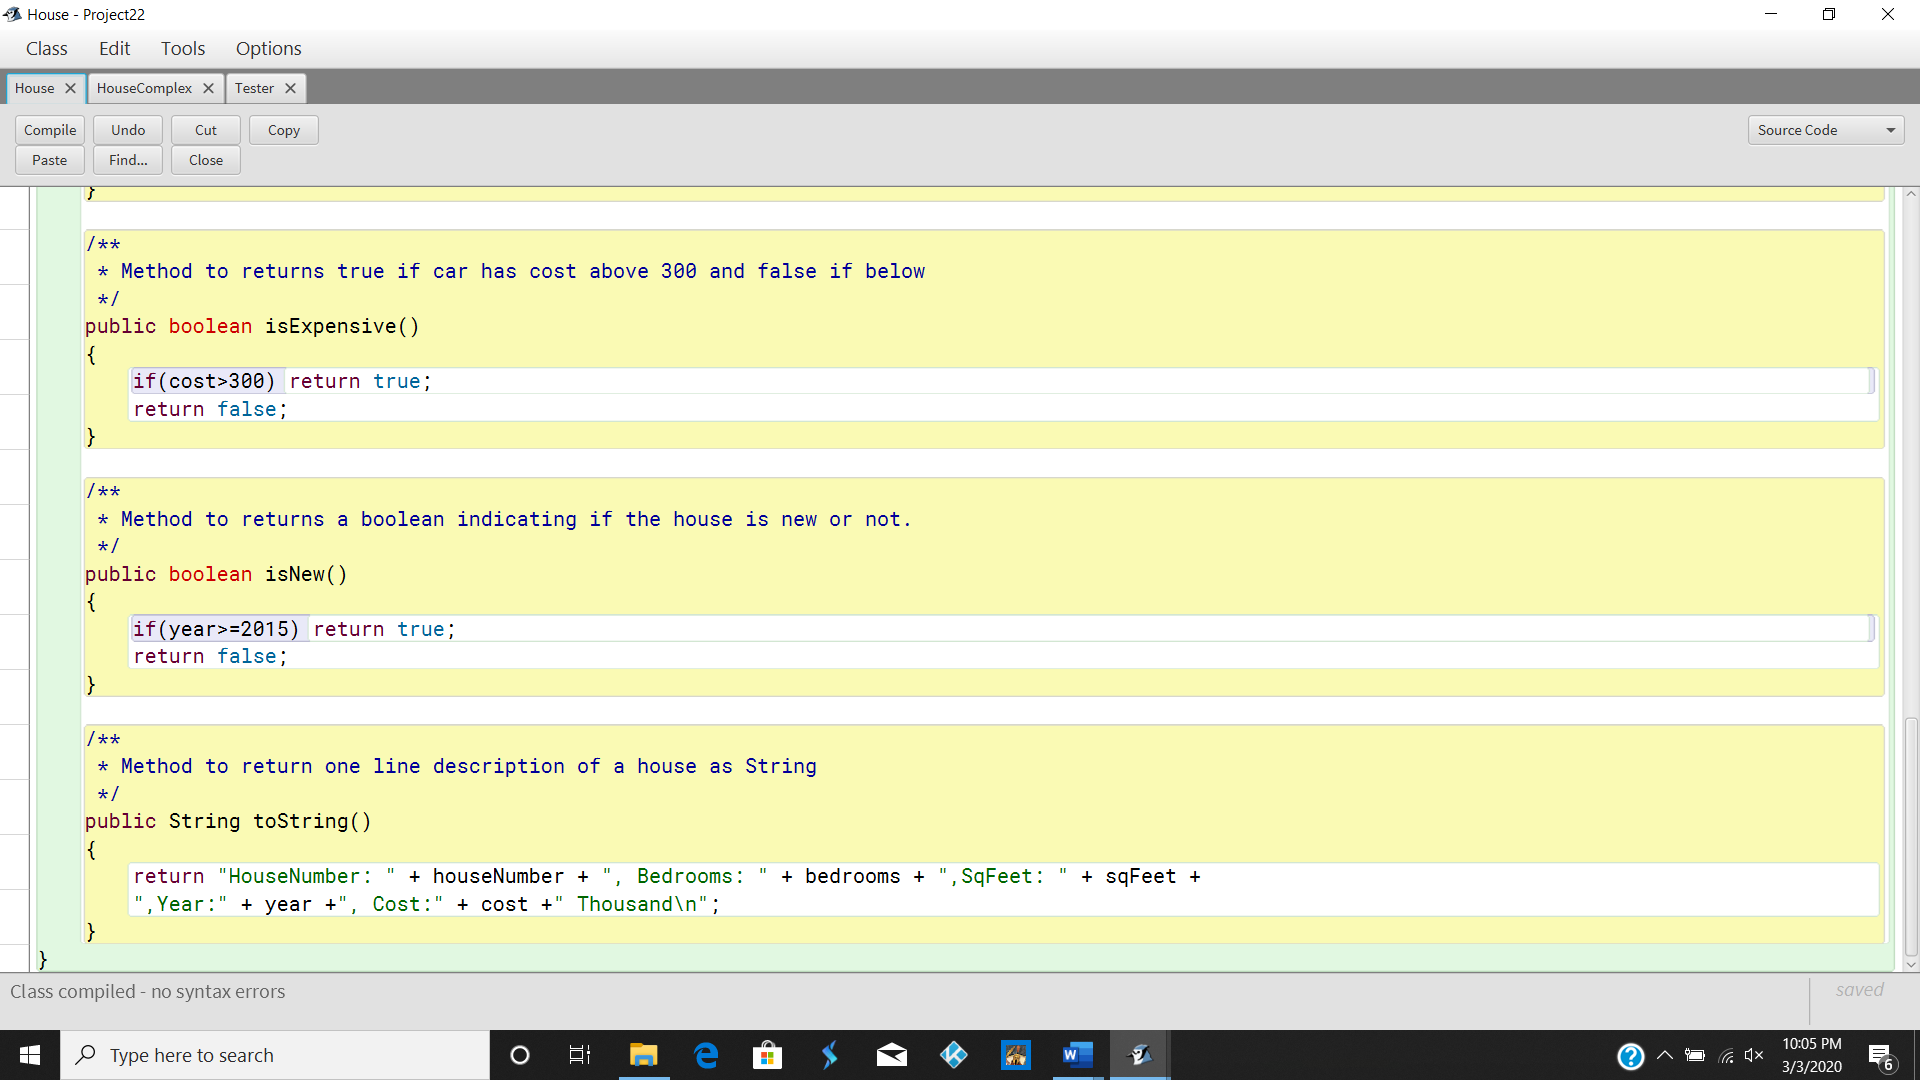 House - Project22
Class Edit Tools Options
House HouseComplex Tester
Compile Undo Cut Copy Source Code
Paste Find... Close
}
/**
* Method to returns true if car has cost above 300 and false if below
*/
public boolean isExpensive()
{
if(cost>300) return true;
return false;
}
/**
* Method to returns a boolean indicating if the house is new or not.
*/
public boolean isNew()
{
if(year>=2015) return true;
return false;
}
/**
* Method to return one line description of a house as String
*/
public String toString()
{
return "HouseNumber: " + houseNumber + ", Bedrooms: " + bedrooms + ",SqFeet: " + sqFeet +
",Year:" + year +", Cost:" + cost +" Thousand\n";
}
}
Class compiled - no syntax errors
saved
Type here to search
10:05 PM
3/3/2020
6